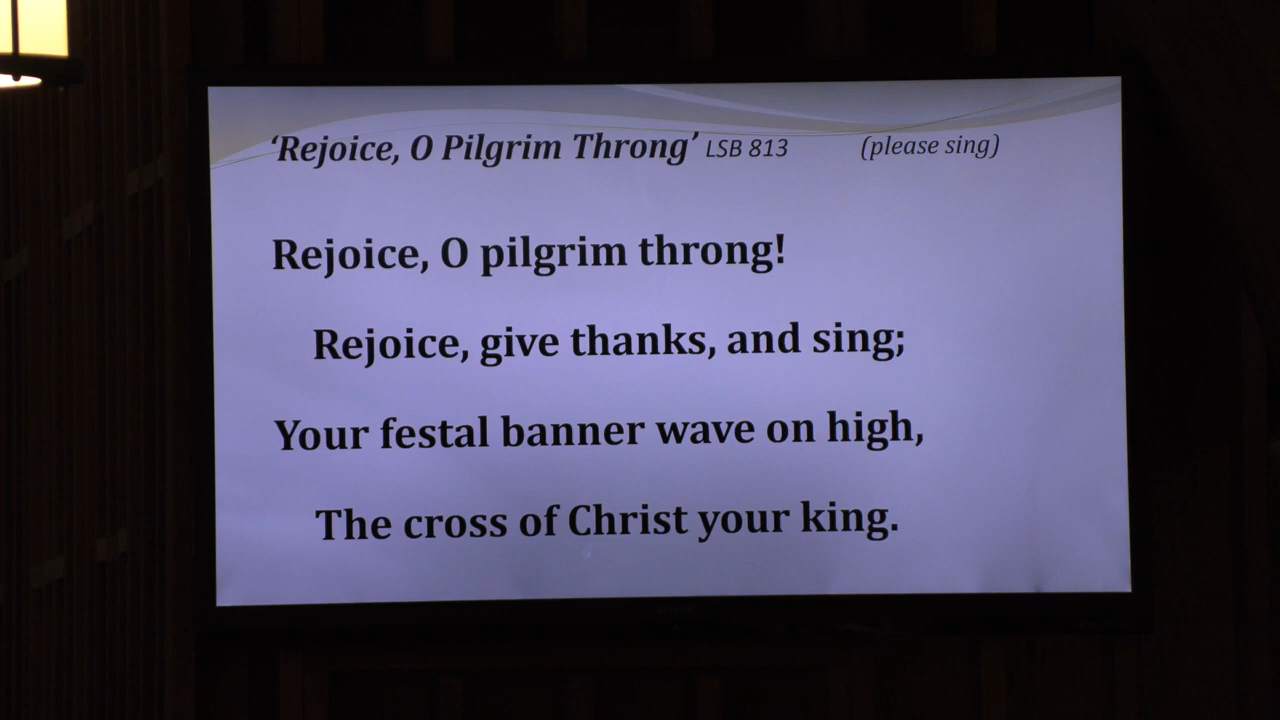 ‘Rejoice, O Pilgrim Throng’ LSB 813 (please sing)
Rejoice, O pilgrim throng!
Rejoice, give thanks, and sing;
Your festal banner wave on high,
The cross of Christ your king.